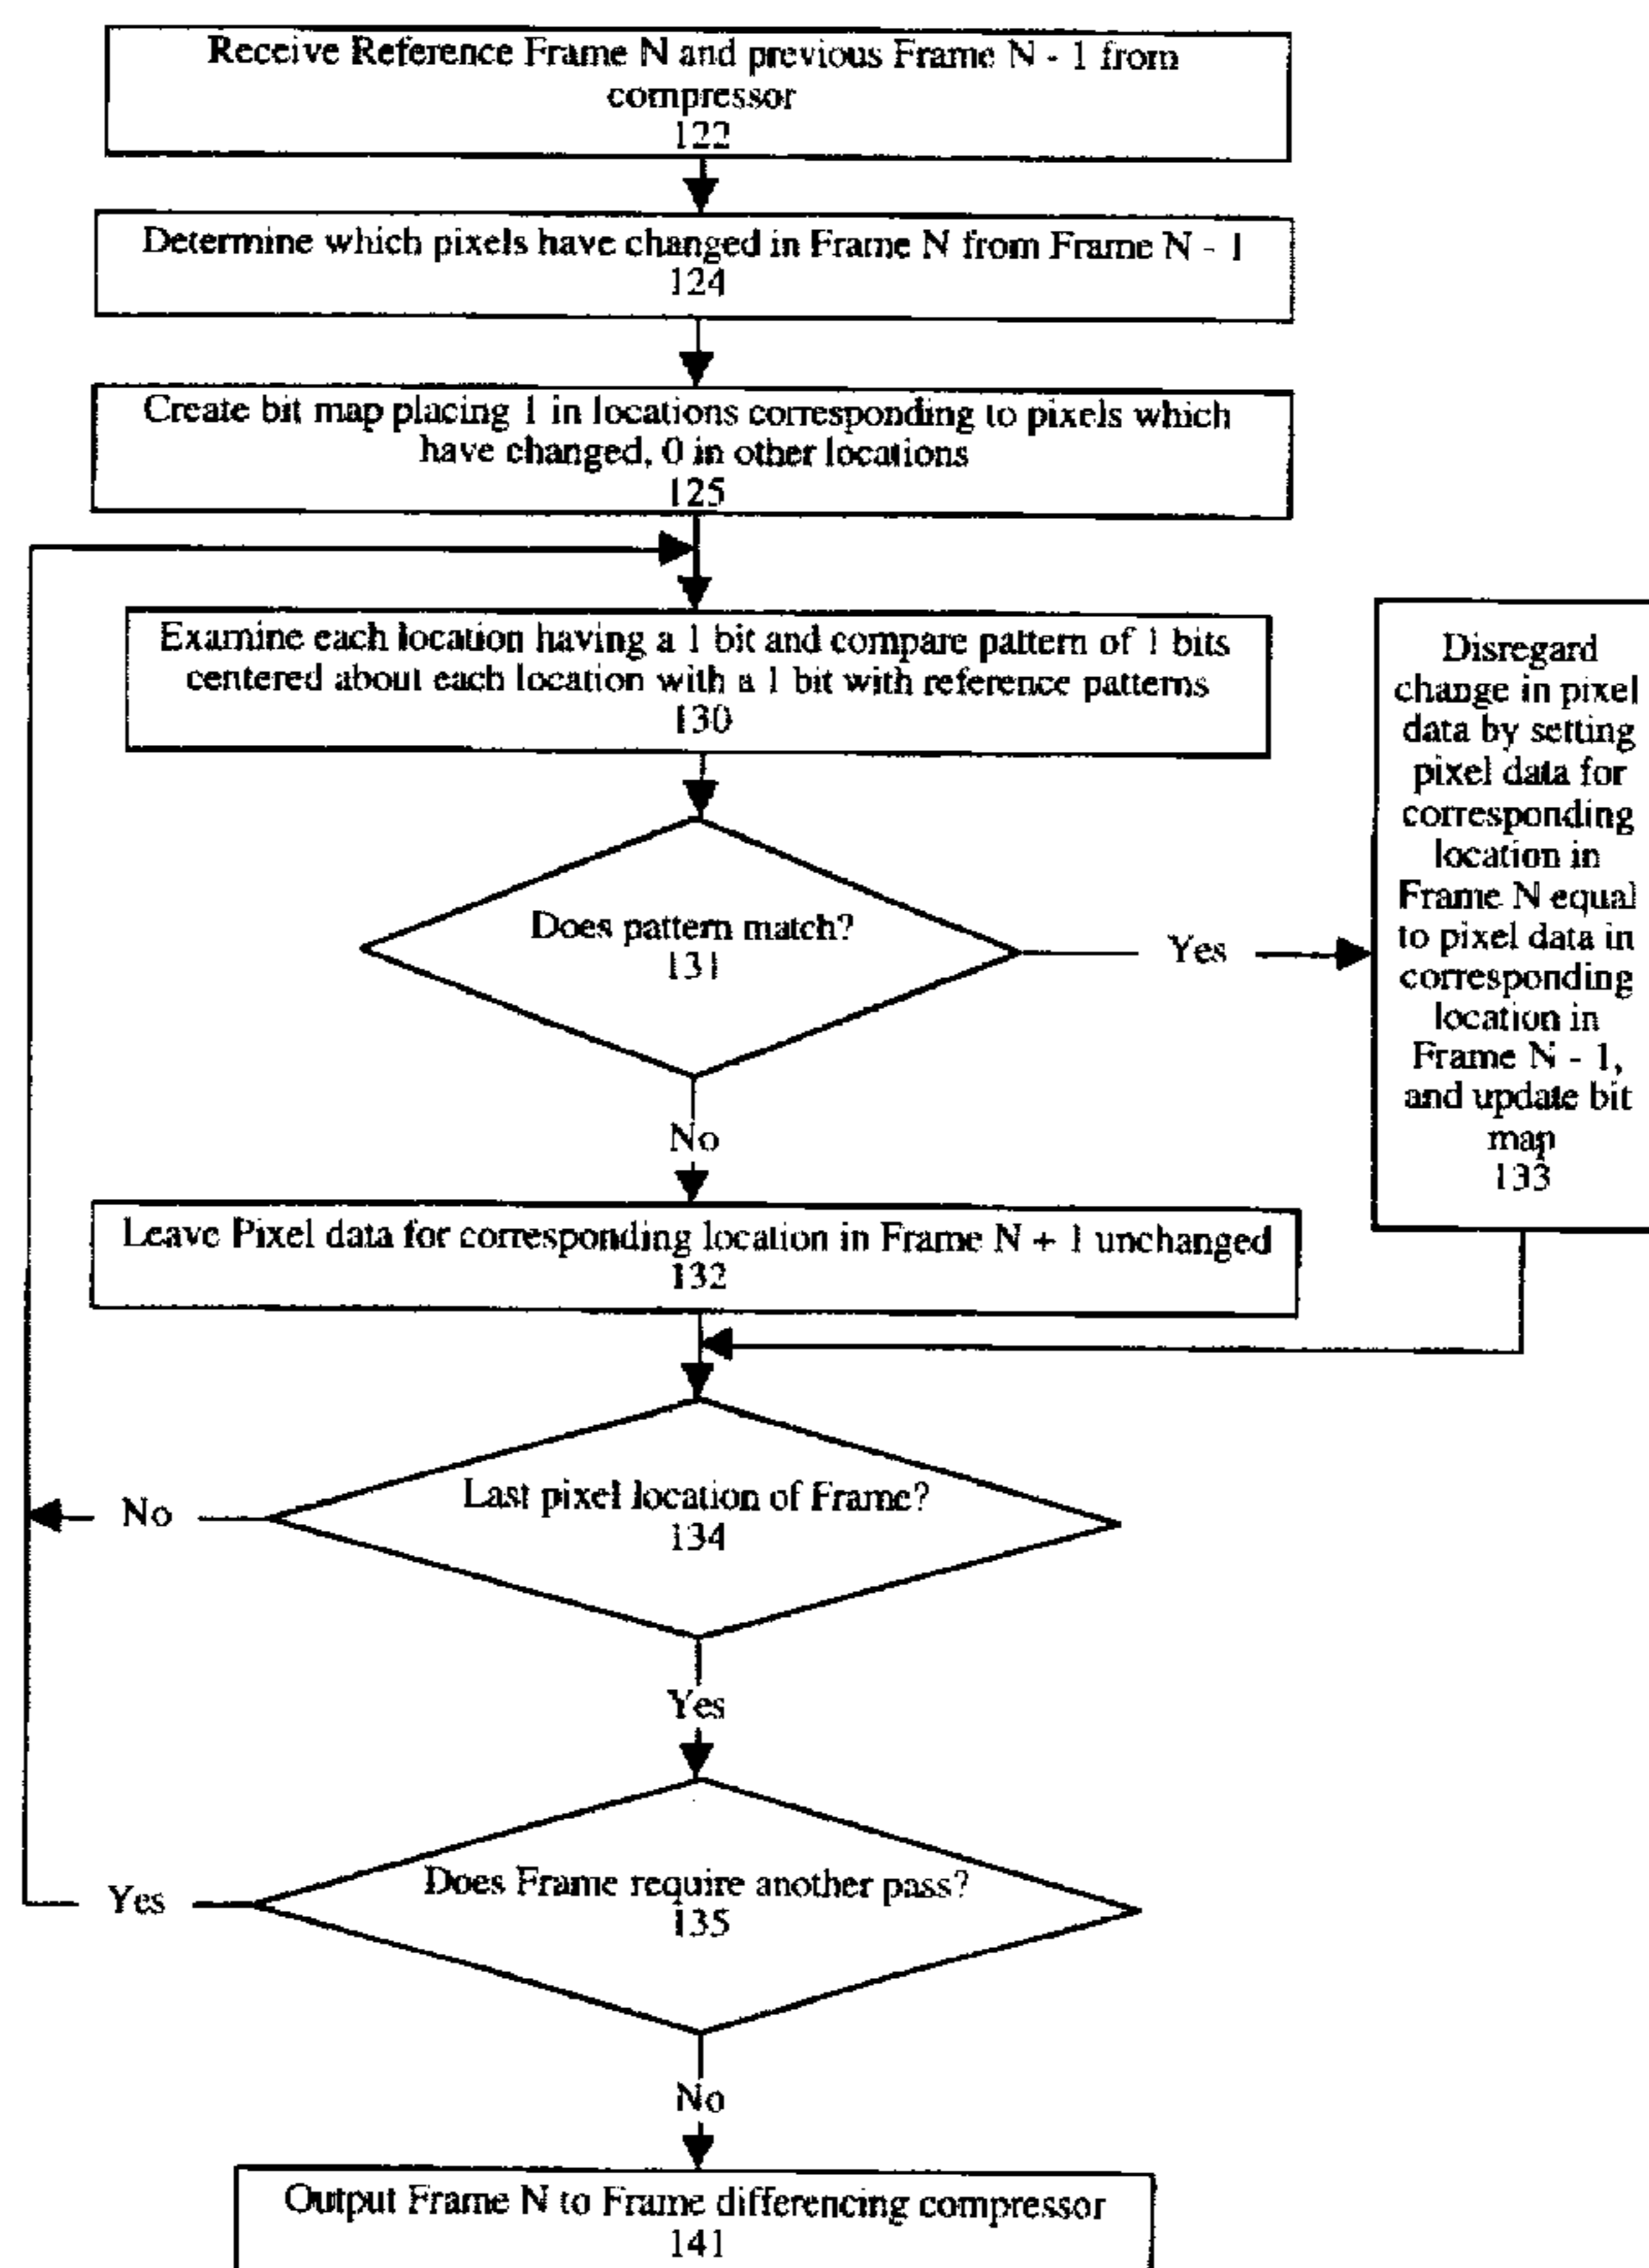 Receive Reference Frame N and previous Frame N - 1 from
compressor
122
Determine which pixels have changed in Frame N from Frame N - 1
124
Create bit map placing 1 in locations corresponding to pixels which
have changed, 0 in other locations
125
Examine each location having a 1 bit and compare pattern of 1 bits
centered about each location with a 1 bit with reference patterns
130
Does pattern match?
131
Yes
Disregard
change in pixel
data by setting
pixel data for
corresponding
location in
Frame N equal
to pixel data in
corresponding
location in
Frame N - 1,
and update bit
map
133
No
Leave Pixel data for corresponding location in Frame N + 1 unchanged
132
Last pixel location of Frame?
134
No
Yes
Does Frame require another pass?
135
Yes
No
Output Frame N to Frame differencing compressor
141